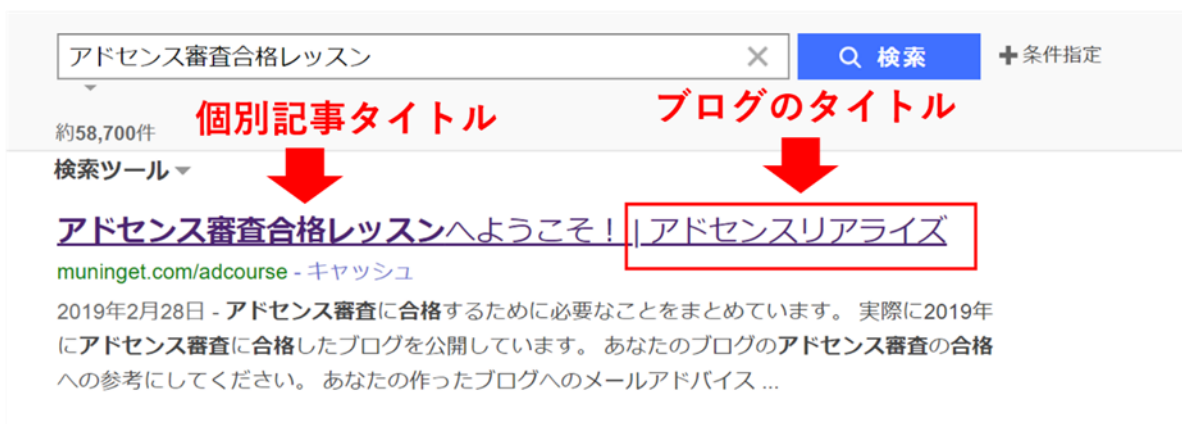 アドセンス審査合格レッスン
検索
条件指定
個別記事タイトル
ブログのタイトル
約58,700件
検索ツール
アドセンス審査合格レッスンへようこそ！ | アドセンスリアライズ
muninget.com/adcourse - キャッシュ
2019年2月28日 - アドセンス審査に合格するために必要なことをまとめています。 実際に2019年
にアドセンス審査に合格したブログを公開しています。 あなたのブログのアドセンス審査の合格
への参考にしてください。 あなたの作ったブログへのメールアドバイス ...